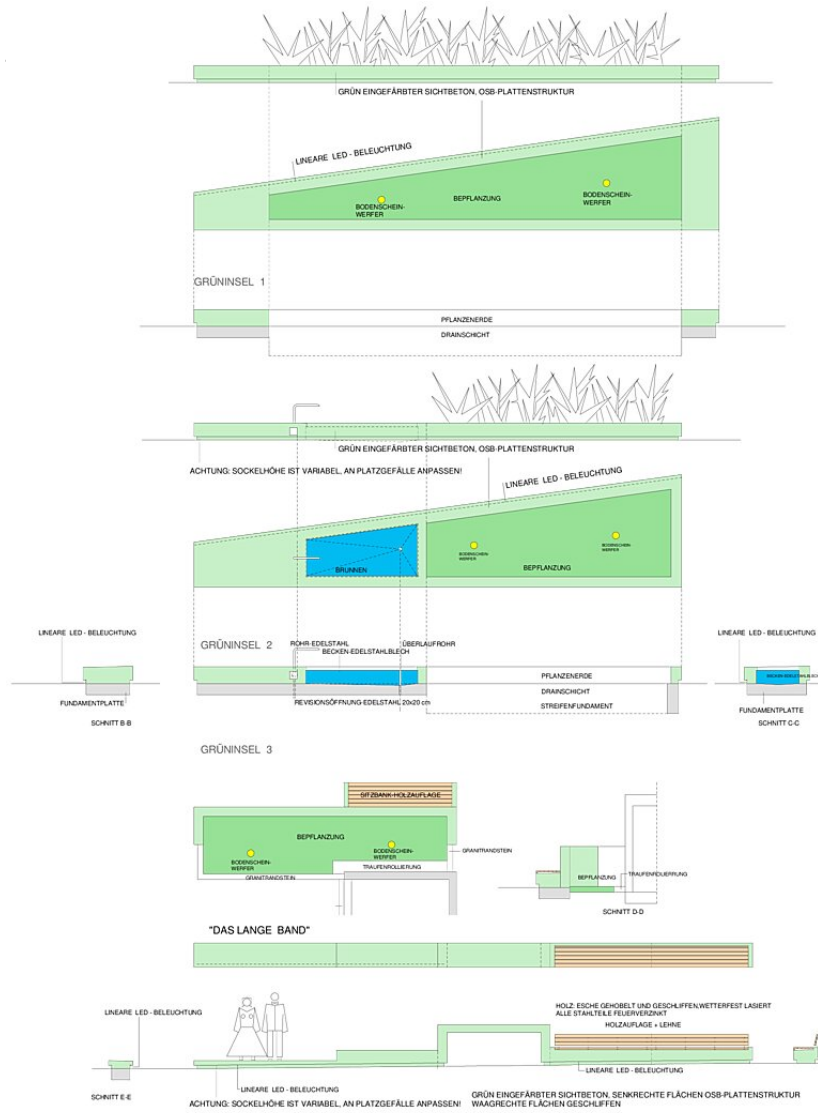 GRÜN EINGEFÄRBTER SICHTBETON, OSB-PLATTENSTRUKTUR
LINEARE LED - BELEUCHTUNG
BODENSCHEIN-
WERFER
BEPFLANZUNG
BODENSCHEIN-
WERFER
GRÜNINSEL 1
PFLANZENERDE
DRAINSCHICHT
GRÜN EINGEFÄRBTER SICHTBETON, OSB-PLATTENSTRUKTUR
ACHTUNG: SOCKELHÖHE IST VARIABEL, AN PLATZGEFÄLLE ANPASSEN!
LINEARE LED - BELEUCHTUNG
BODENSCHEIN-
WERFER
BODENSCHEIN-
WERFER
BRUNNEN
BEPFLANZUNG
LINEARE LED - BELEUCHTUNG
FUNDAMENTPLATTE
SCHNITT B-B
GRÜNINSEL 2
ROHR-EDELSTAHL
ÜBERLAUFROHR
BECKEN-EDELSTAHLBLECH
PFLANZENERDE
DRAINSCHICHT
REVISIONSÖFFNUNG EDELSTAHL 20x20 cm
STREIFENFUNDAMENT
LINEARE LED - BELEUCHTUNG
BECKEN-EDELSTAHLBLECH
FUNDAMENTPLATTE
SCHNITT C-C
GRÜNINSEL 3
SITZBANK-HOLZAUFLAGE
BEPFLANZUNG
BODENSCHEIN-
WERFER
BODENSCHEIN-
WERFER
GRANITRANDSTEIN
TRAUFENROLLIERUNG
GRANITRANDSTEIN
BEPFLANZUNG
TRAUFENROLLIERRUNG
SCHNITT D-D
"DAS LANGE BAND"
LINEARE LED - BELEUCHTUNG
SCHNITT E-E
HOLZ: ESCHE GEHOBELT UND GESCHLIFFEN,WETTERFEST LASIERT
ALLE STAHLTEILE FEUERVERZINKT
HOLZAUFLAGE + LEHNE
LINEARE LED - BELEUCHTUNG
LINEARE LED - BELEUCHTUNG
ACHTUNG: SOCKELHÖHE IST VARIABEL, AN PLATZGEFÄLLE ANPASSEN!
GRÜN EINGEFÄRBTER SICHTBETON, SENKRECHTE FLÄCHEN OSB-PLATTENSTRUKTUR
WAAGRECHTE FLÄCHEN GESCHLIFFEN